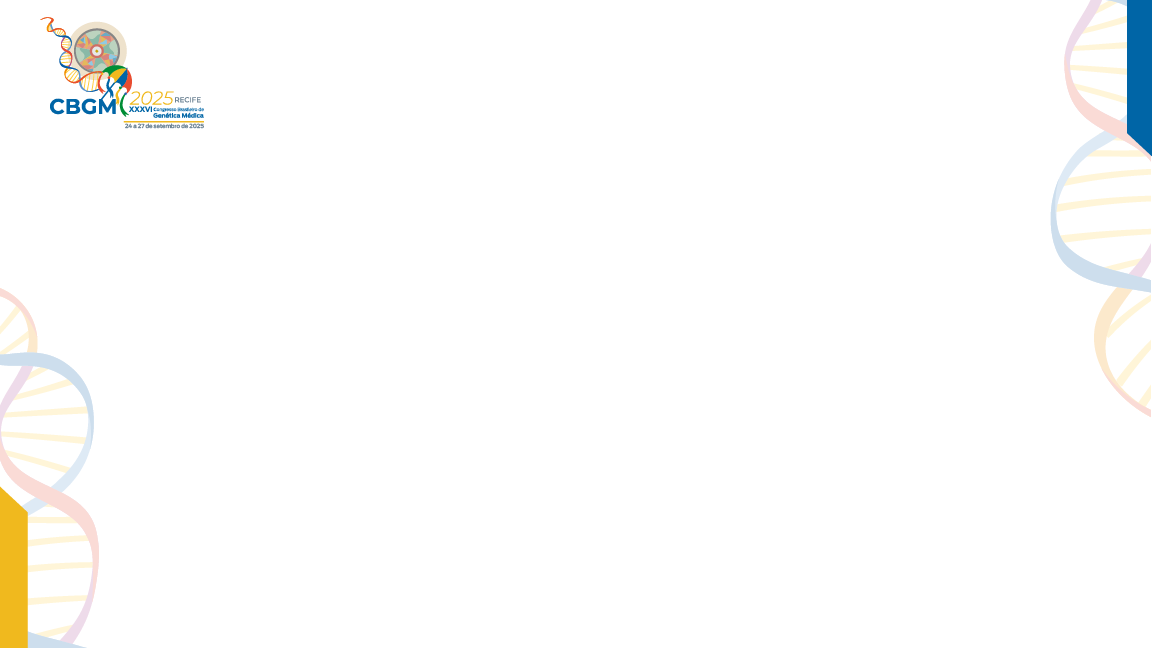 CBGM 2025 RECIFE
XXXVI Congresso Brasileiro de
Genética Médica
24 a 27 de setembro de 2025